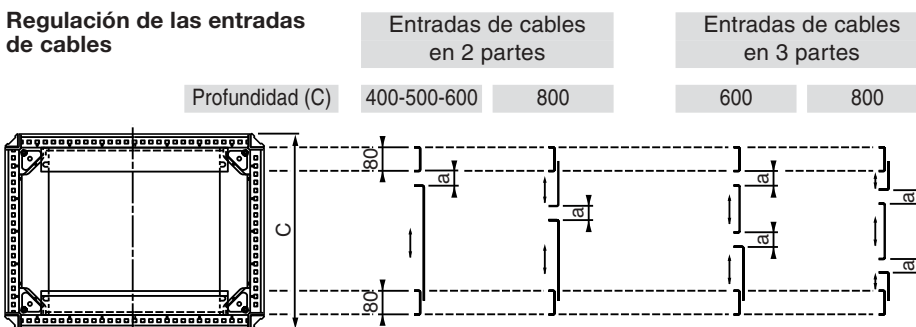 Regulación de las entradas
de cables
Entradas de cables
en 2 partes
Entradas de cables
en 3 partes
Profundidad (C)
400-500-600
800
600
800
80
a
a
a
a
a
a
C
80